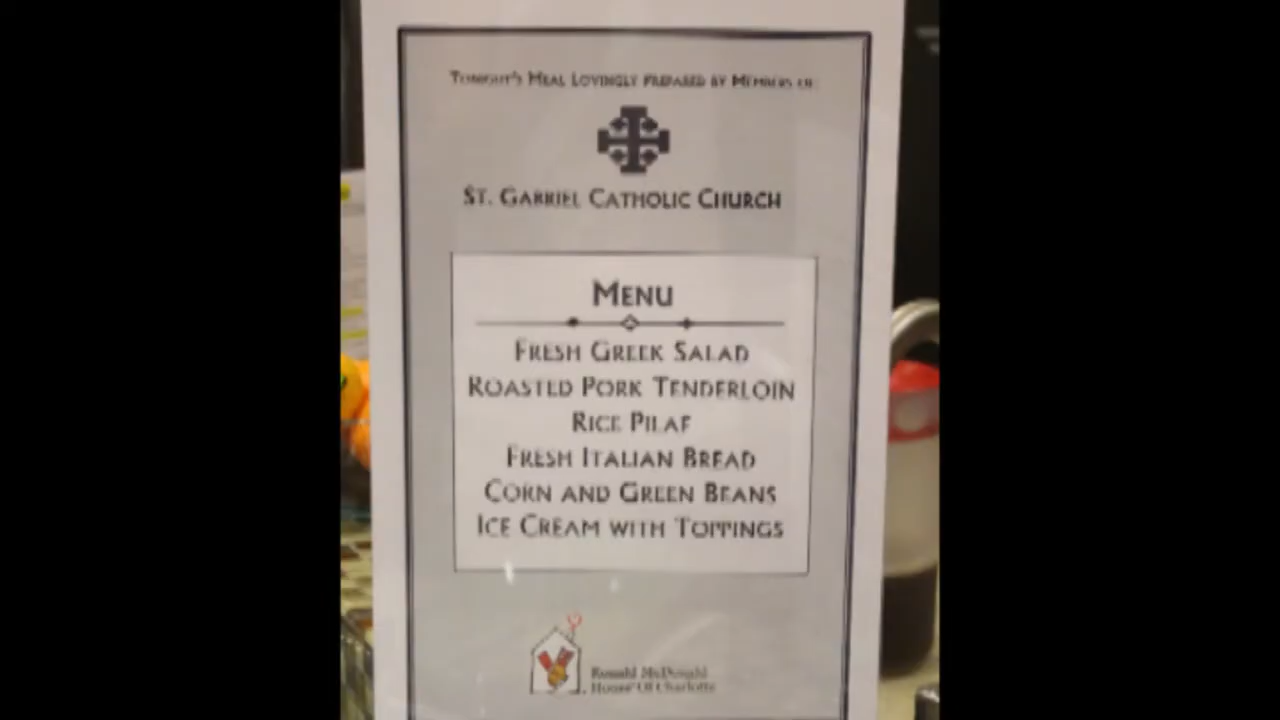 Tonight's Meal Lovingly prepared by Members of:
St. Gabriel Catholic Church
Menu
Fresh Greek Salad
Roasted Pork Tenderloin
Rice Pilaf
Fresh Italian Bread
Corn and Green Beans
Ice Cream with Toppings
Ronald McDonald
House Of Charlotte